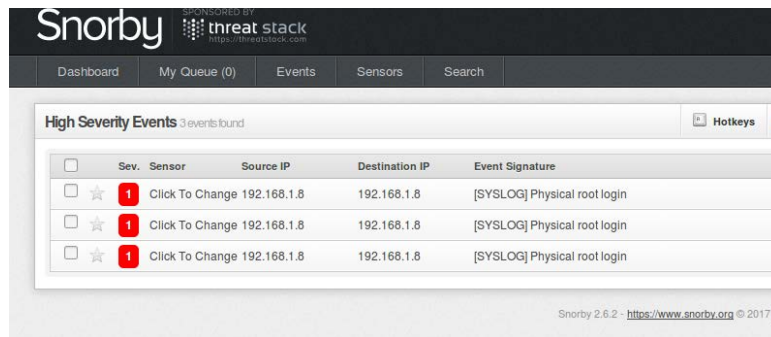 SPONSORED BY
Snorby threat stack
https://threatstack.com
Dashboard My Queue (0) Events Sensors Search
High Severity Events 3 events found Hotkeys
Sev. Sensor Source IP Destination IP Event Signature
1 Click To Change 192.168.1.8 192.168.1.8 [SYSLOG] Physical root login
1 Click To Change 192.168.1.8 192.168.1.8 [SYSLOG] Physical root login
1 Click To Change 192.168.1.8 192.168.1.8 [SYSLOG] Physical root login
Snorby 2.6.2 - https://www.snorby.org © 2017